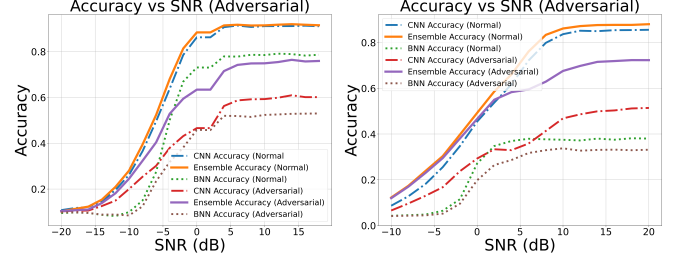 Accuracy vs SNR (Adversarial)
Accuracy
0.8
0.6
0.4
0.2
CNN Accuracy (Normal)
Ensemble Accuracy (Normal)
BNN Accuracy (Normal)
CNN Accuracy (Adversarial)
Ensemble Accuracy (Adversarial)
BNN Accuracy (Adversarial)
−20 −15 −10 −5 0 5 10 15
SNR (dB)
Accuracy vs SNR (Adversarial)
Accuracy
0.8
0.6
0.4
0.2
0.0
CNN Accuracy (Normal)
Ensemble Accuracy (Normal)
BNN Accuracy (Normal)
CNN Accuracy (Adversarial)
Ensemble Accuracy (Adversarial)
BNN Accuracy (Adversarial)
−10 −5 0 5 10 15 20
SNR (dB)